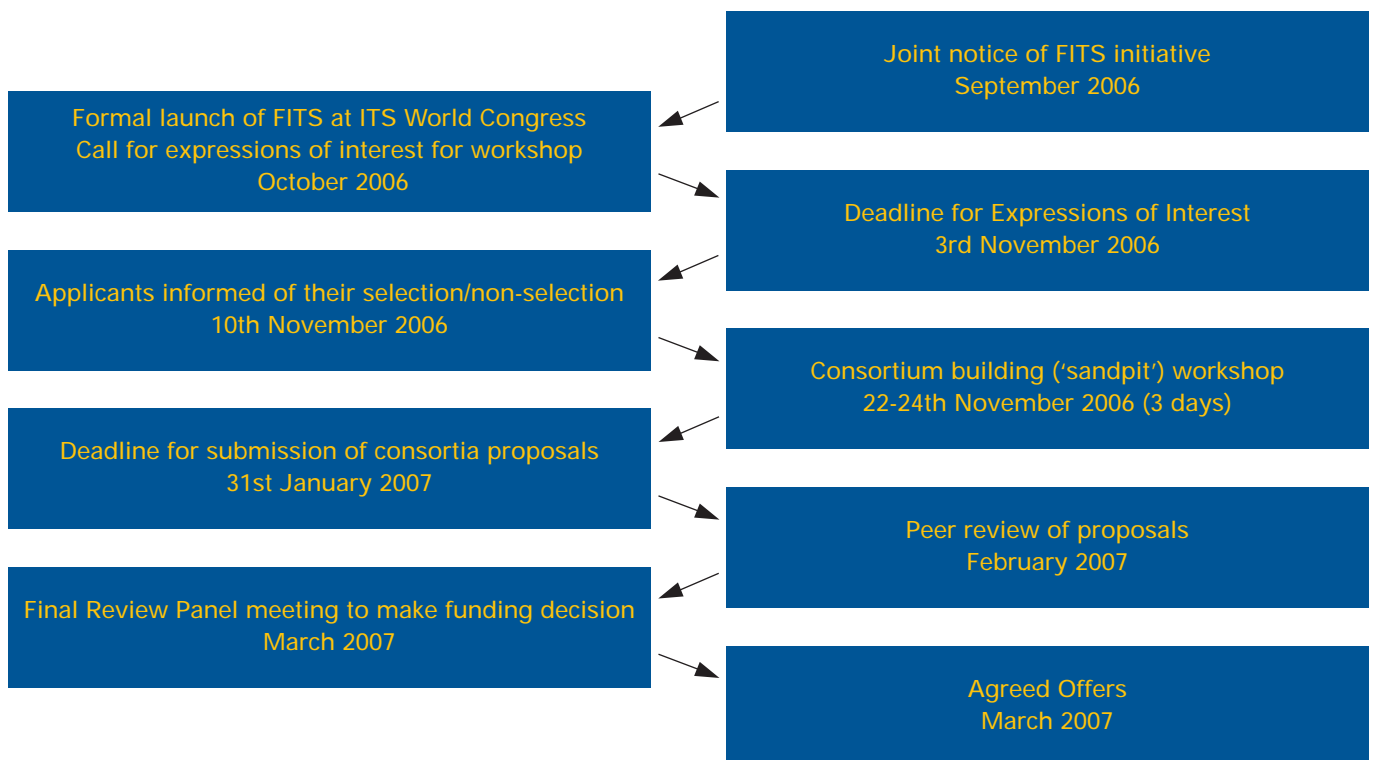 Joint notice of FITS initiative
September 2006
Formal launch of FITS at ITS World Congress
Call for expressions of interest for workshop
October 2006
Deadline for Expressions of Interest
3rd November 2006
Applicants informed of their selection/non-selection
10th November 2006
Consortium building (‘sandpit’) workshop
22-24th November 2006 (3 days)
Deadline for submission of consortia proposals
31st January 2007
Peer review of proposals
February 2007
Final Review Panel meeting to make funding decision
March 2007
Agreed Offers
March 2007